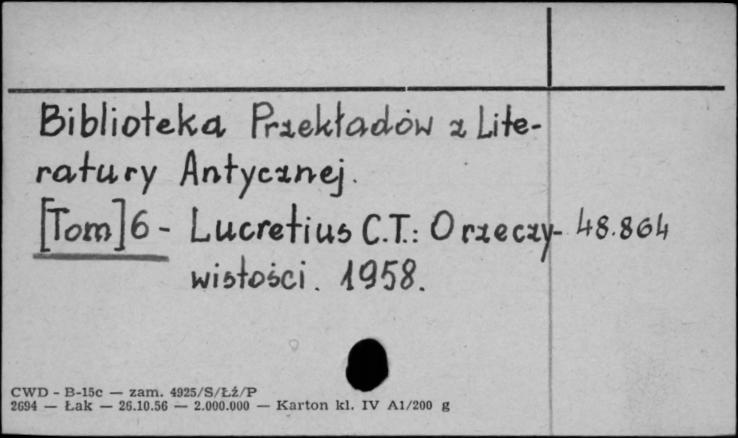 Biblioteka Przekładów z Lite-
ratury Antycznej.
[Tom] 6 - Lucretius C.T.: O rzeczy- 48.864
wistości. 1958.
CWD - B-15c — zam. 4925/S/Łź/P
2694 — Łak — 26.10.56 — 2.000.000 — Karton kl. IV A1/200 g